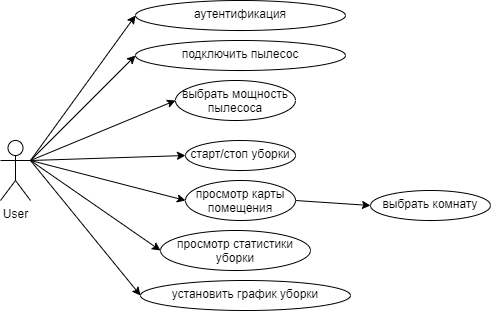 аутентификация
подключить пылесос
выбрать мощность
пылесоса
старт/стоп уборки
просмотр карты
помещения
выбрать комнату
User
просмотр статистики
уборки
установить график уборки